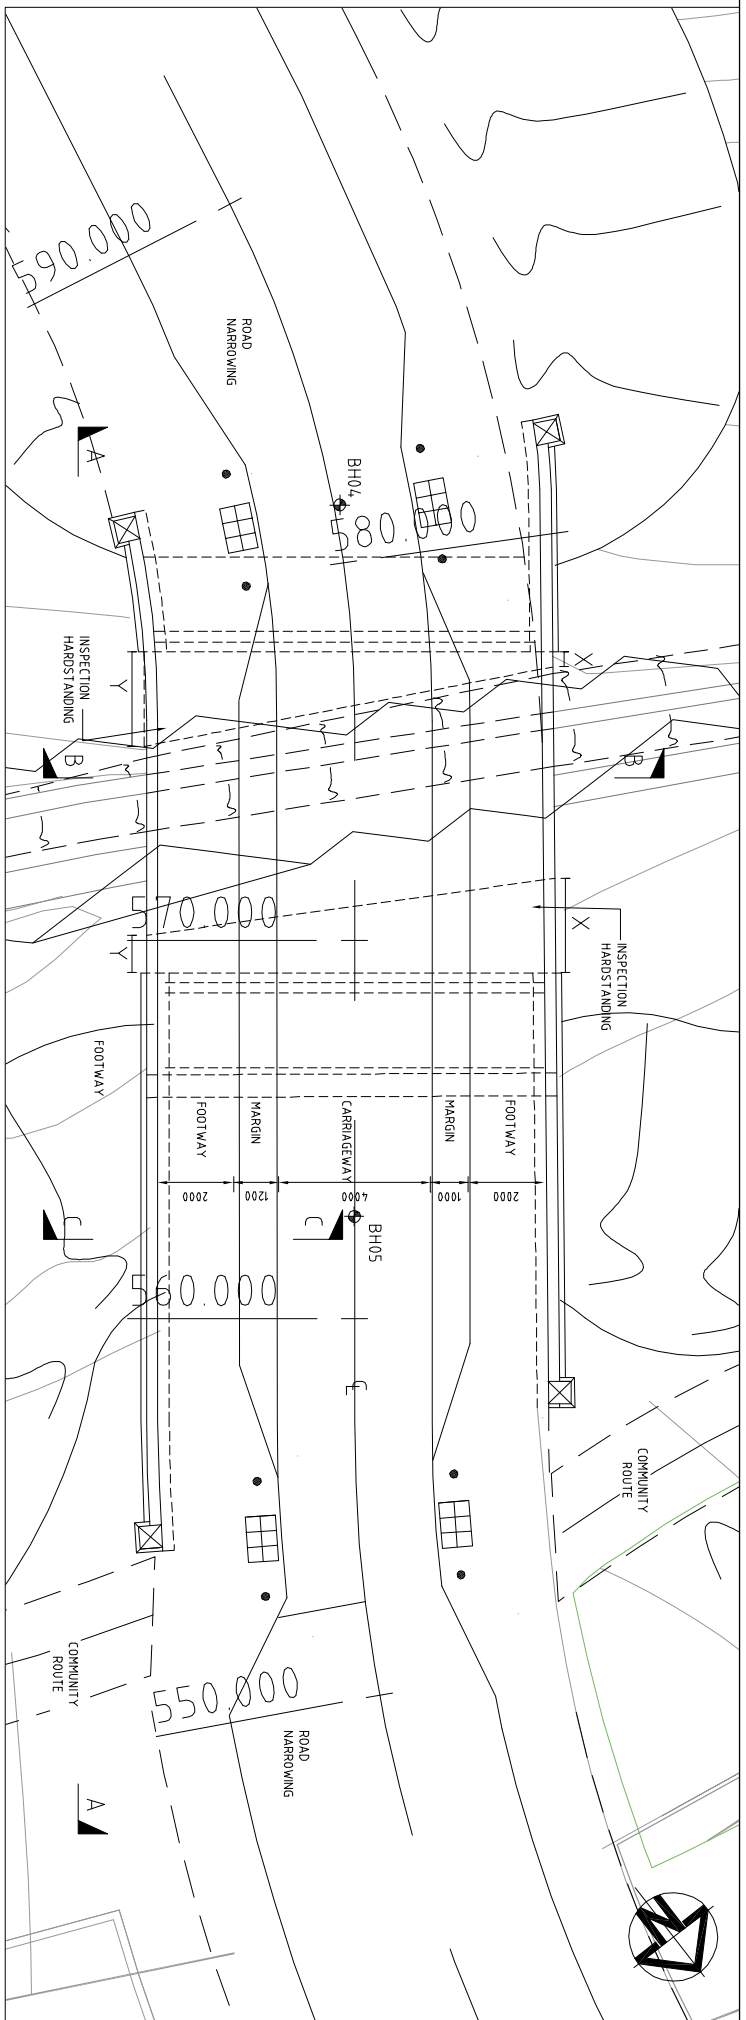 590.000
ROAD
NARROWING
A
BH04
580.000
INSPECTION
HARDSTANDING
X
Y
B
B
570.000
X
Y
INSPECTION
HARDSTANDING
FOOTWAY
FOOTWAY
MARGIN
CARRIAGEWAY
MARGIN
FOOTWAY
2000
1200
4000
1000
2000
C
C
BH05
560.000
CL
COMMUNITY
ROUTE
COMMUNITY
ROUTE
550.000
ROAD
NARROWING
A
N